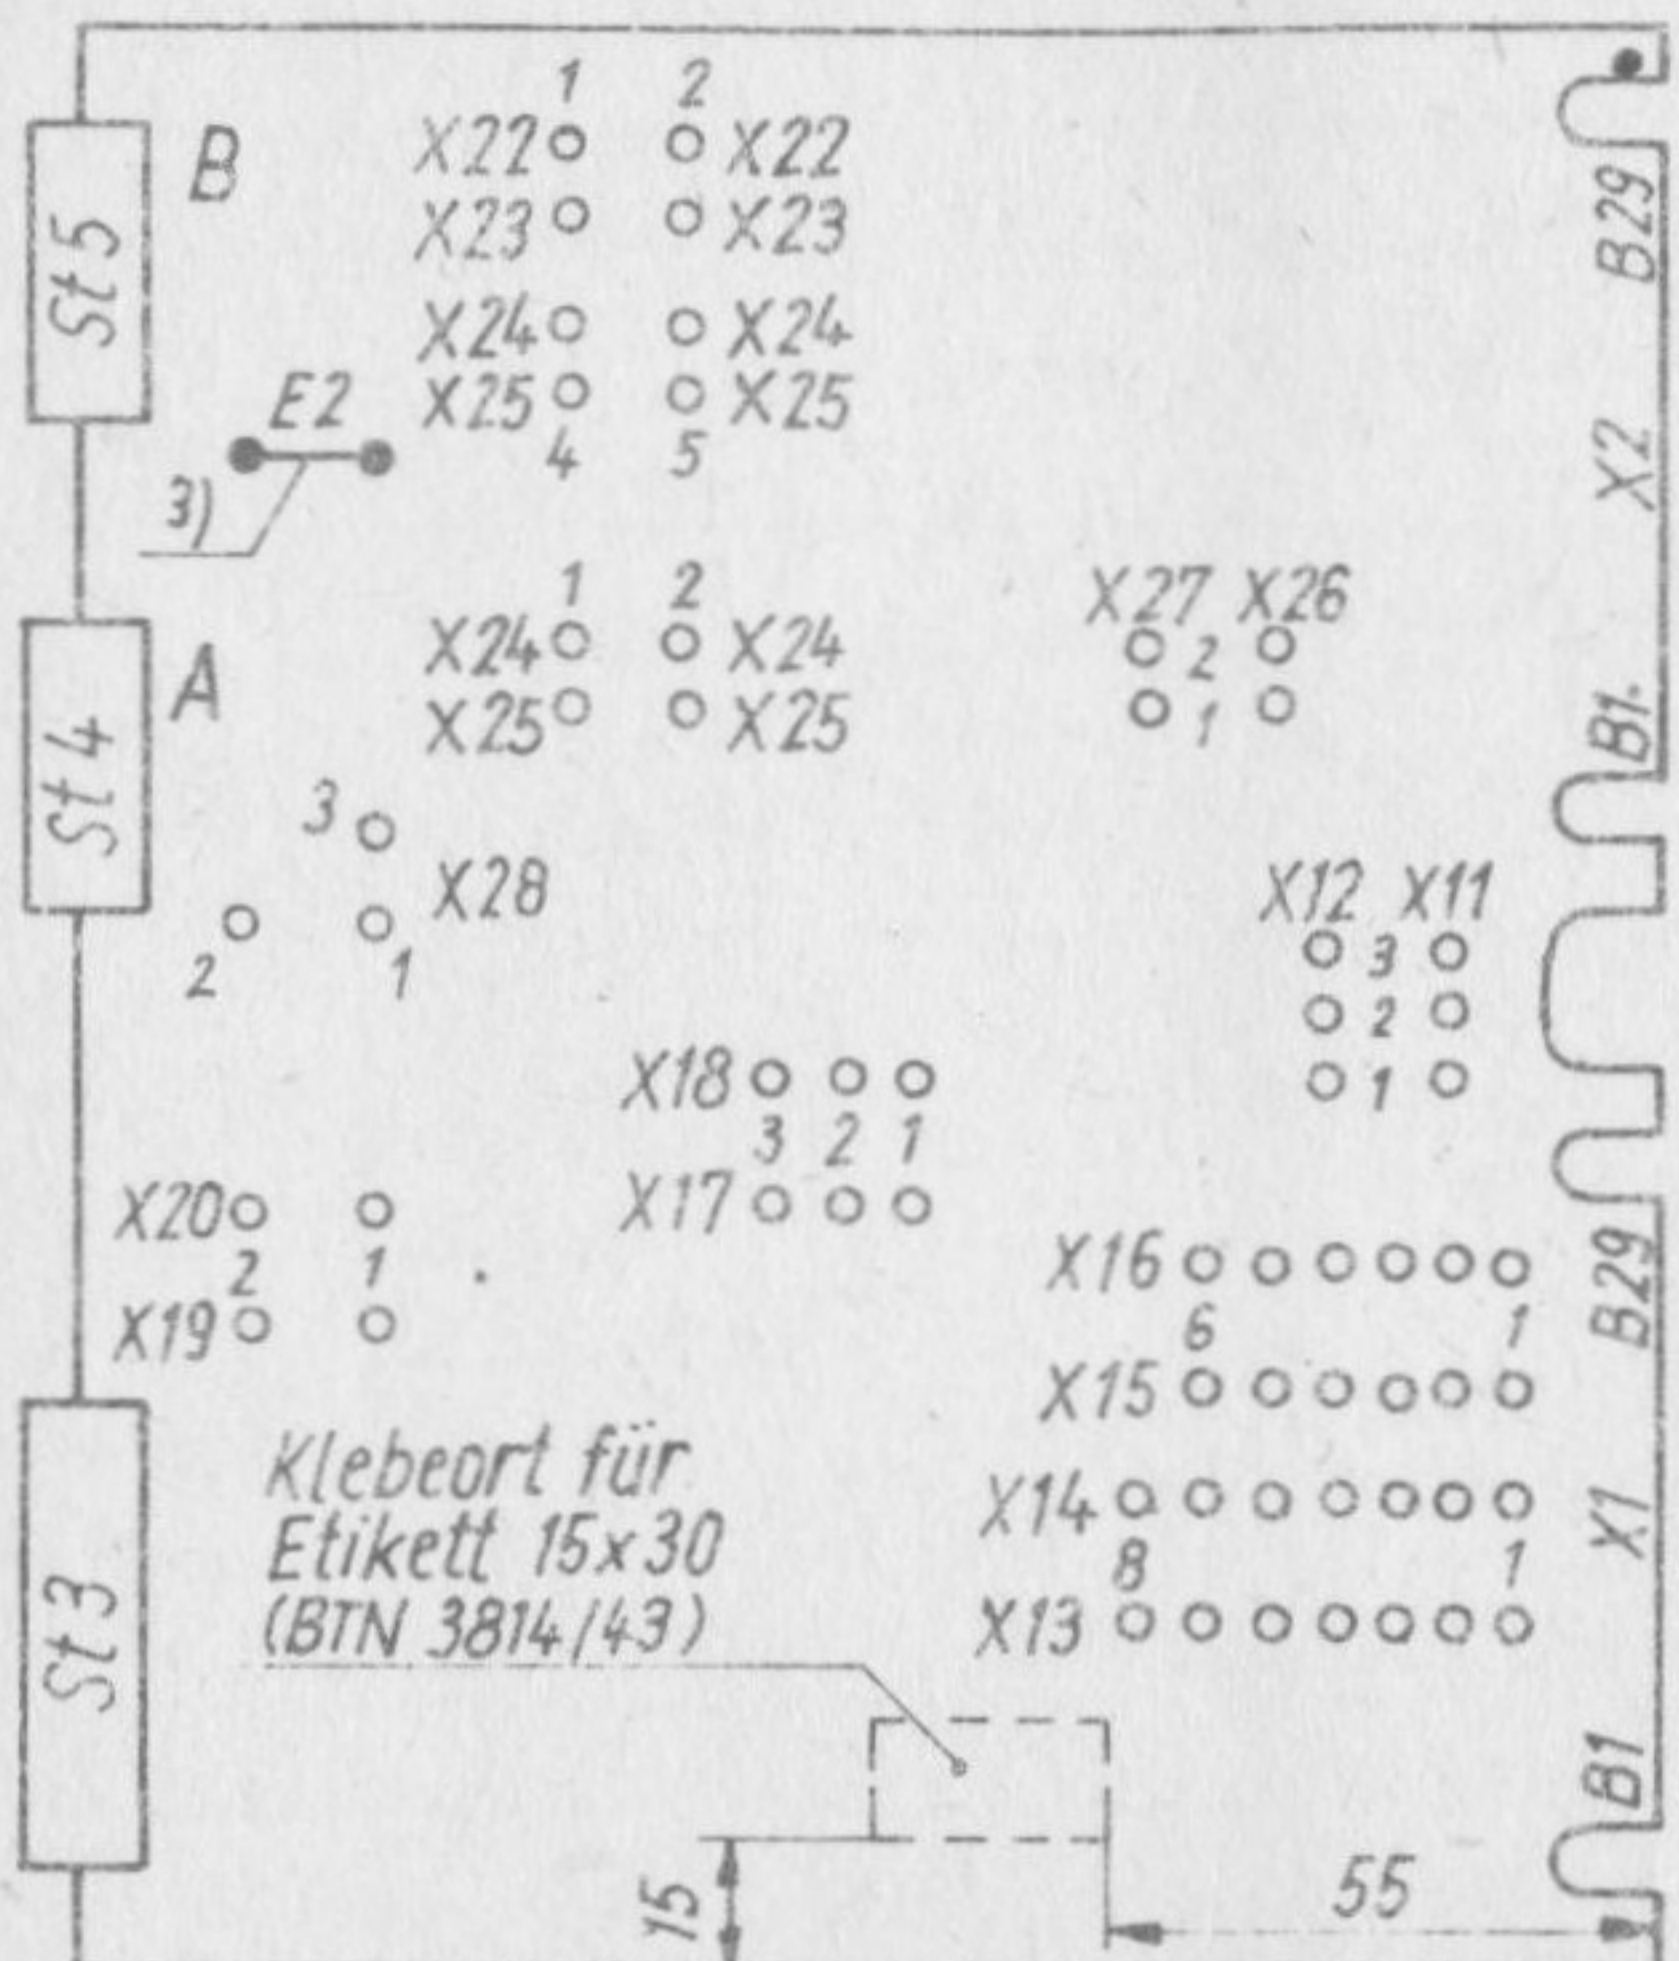 1 2
B X22 X22
X23 X23
St5
X24 X24
E2 X25 X25
4 5
3)
1 2
A X24 X24
X25 X25
St4
X27 X26
2
1
3
X28
2 1
X12 X11
3
2
1
X18
3 2 1
X17
X20
2 1
X19
X16
6 1
X15
X14
8 1
X13
Klebeort für
Etikett 15x30
(BTN 3814/43)
St3
15
55
B29
X2
B1
B29
X1
B1